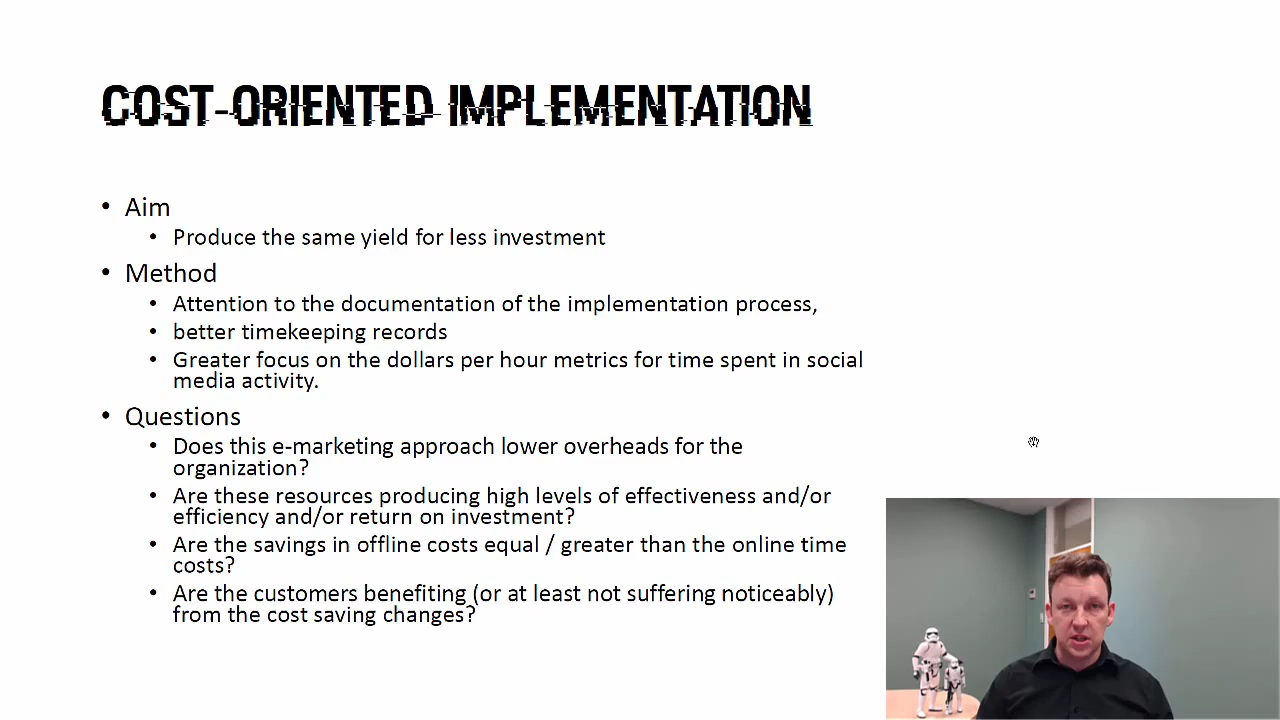 COST-ORIENTED IMPLEMENTATION
• Aim
• Produce the same yield for less investment
• Method
• Attention to the documentation of the implementation process,
• better timekeeping records
• Greater focus on the dollars per hour metrics for time spent in social
media activity.
• Questions
• Does this e-marketing approach lower overheads for the
organization?
• Are these resources producing high levels of effectiveness and/or
efficiency and/or return on investment?
• Are the savings in offline costs equal / greater than the online time
costs?
• Are the customers benefiting (or at least not suffering noticeably)
from the cost saving changes?